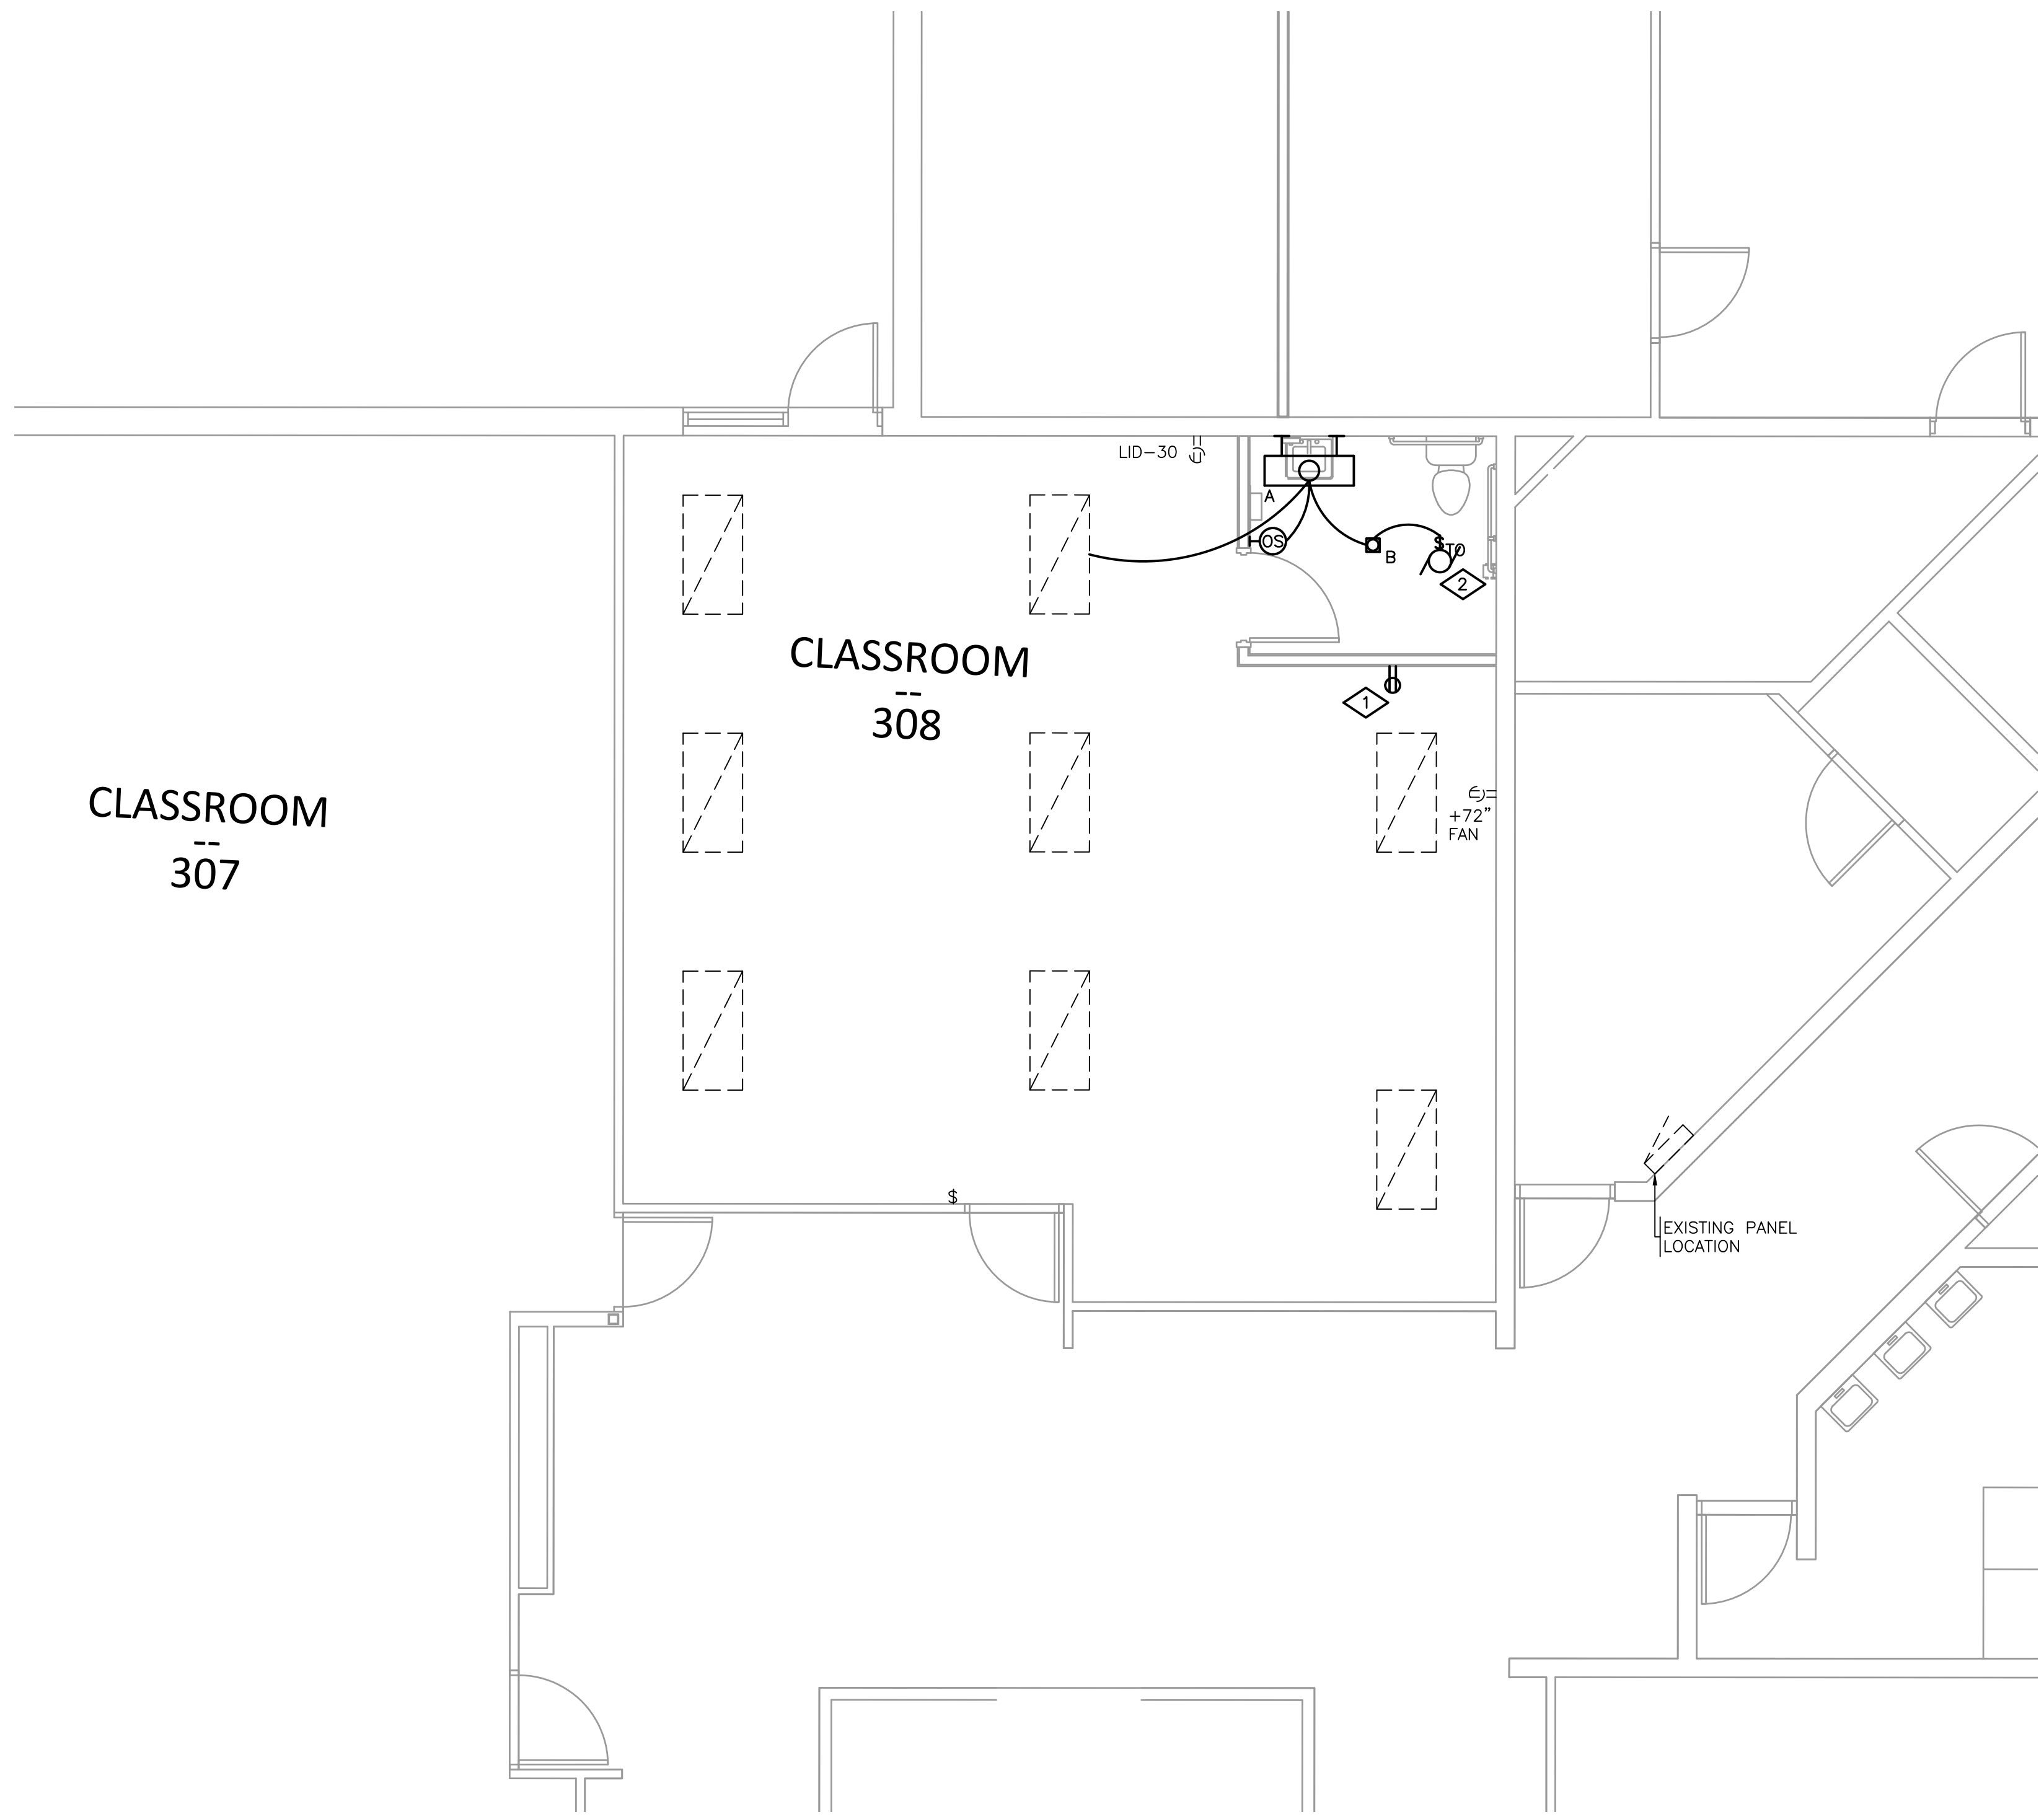 LID-30
A
OS
B
$TO
2
CLASSROOM
--
308
1
CLASSROOM
--
307
+72"
FAN
$
EXISTING PANEL
LOCATION